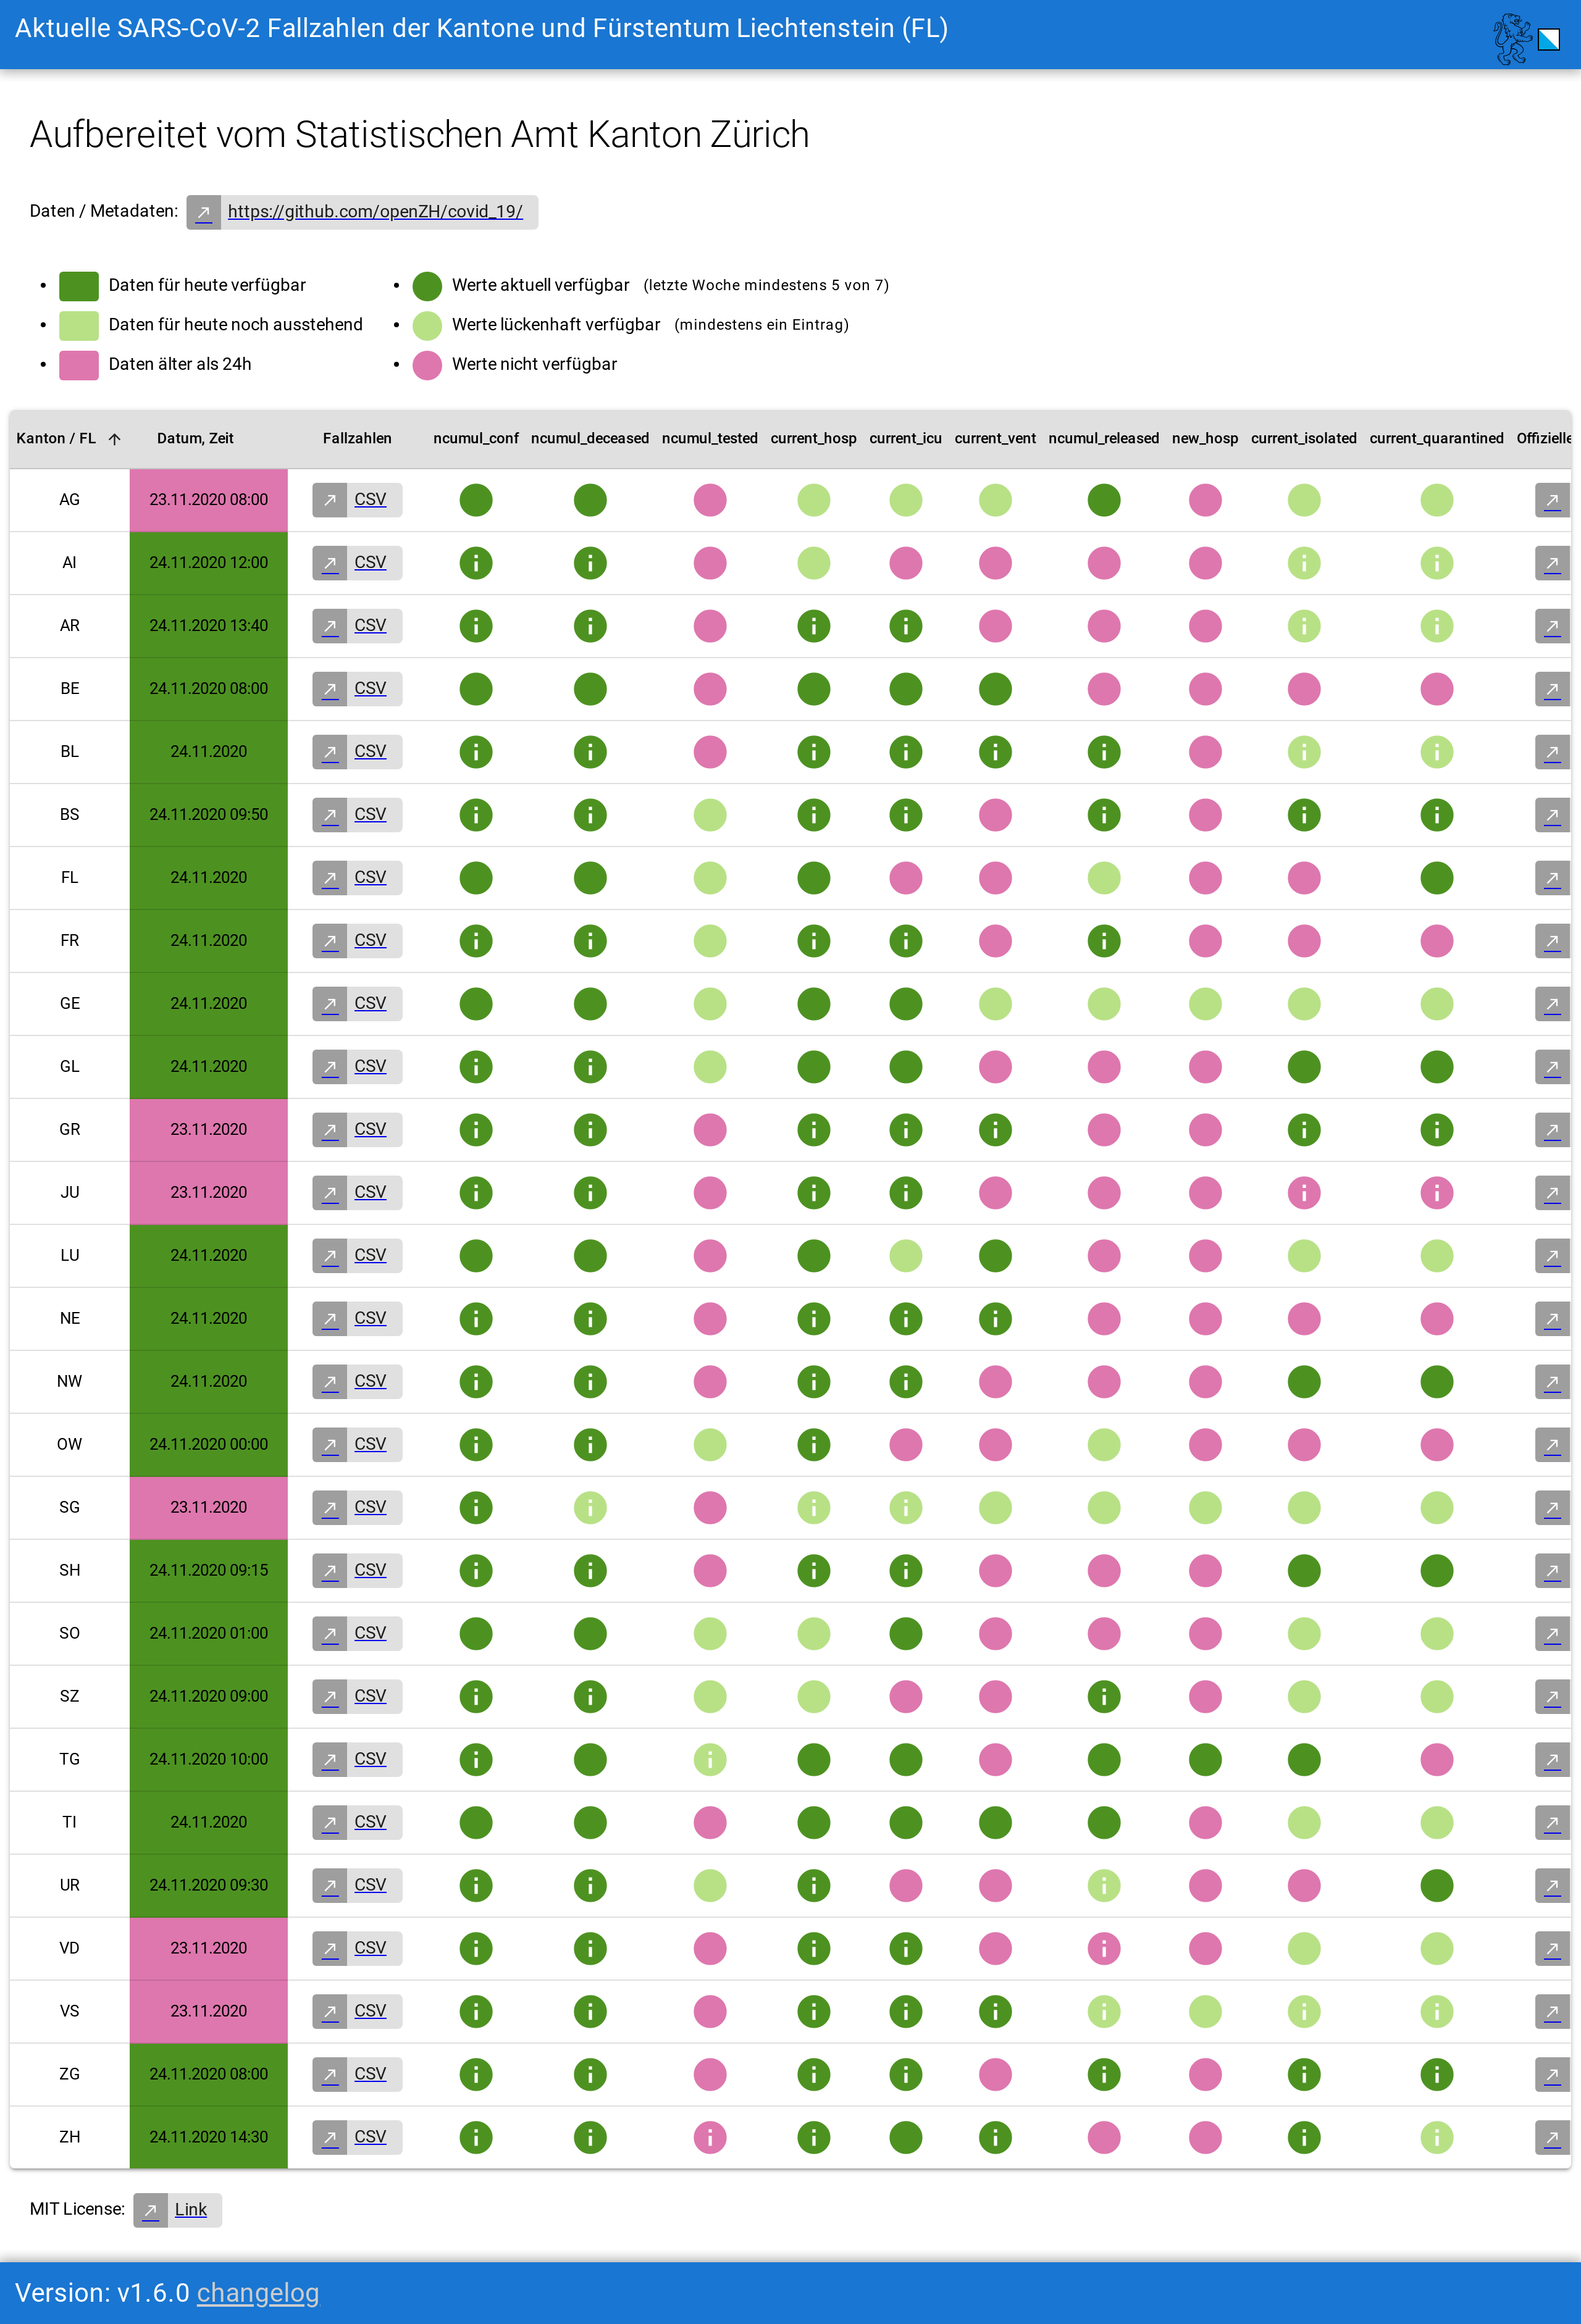 Aktuelle SARS-CoV-2 Fallzahlen der Kantone und Fürstentum Liechtenstein (FL)
Aufbereitet vom Statistischen Amt Kanton Zürich
Daten / Metadaten: https://github.com/openZH/covid_19/
Daten für heute verfügbar
Daten für heute noch ausstehend
Daten älter als 24h
Werte aktuell verfügbar (letzte Woche mindestens 5 von 7)
Werte lückenhaft verfügbar (mindestens ein Eintrag)
Werte nicht verfügbar
Kanton / FL Datum, Zeit Fallzahlen ncumul_conf ncumul_deceased ncumul_tested current_hosp current_icu current_vent ncumul_released new_hosp current_isolated current_quarantined Offizielle
AG 23.11.2020 08:00 CSV
AI 24.11.2020 12:00 CSV
AR 24.11.2020 13:40 CSV
BE 24.11.2020 08:00 CSV
BL 24.11.2020 CSV
BS 24.11.2020 09:50 CSV
FL 24.11.2020 CSV
FR 24.11.2020 CSV
GE 24.11.2020 CSV
GL 24.11.2020 CSV
GR 23.11.2020 CSV
JU 23.11.2020 CSV
LU 24.11.2020 CSV
NE 24.11.2020 CSV
NW 24.11.2020 CSV
OW 24.11.2020 00:00 CSV
SG 23.11.2020 CSV
SH 24.11.2020 09:15 CSV
SO 24.11.2020 01:00 CSV
SZ 24.11.2020 09:00 CSV
TG 24.11.2020 10:00 CSV
TI 24.11.2020 CSV
UR 24.11.2020 09:30 CSV
VD 23.11.2020 CSV
VS 23.11.2020 CSV
ZG 24.11.2020 08:00 CSV
ZH 24.11.2020 14:30 CSV
MIT License: Link
Version: v1.6.0 changelog